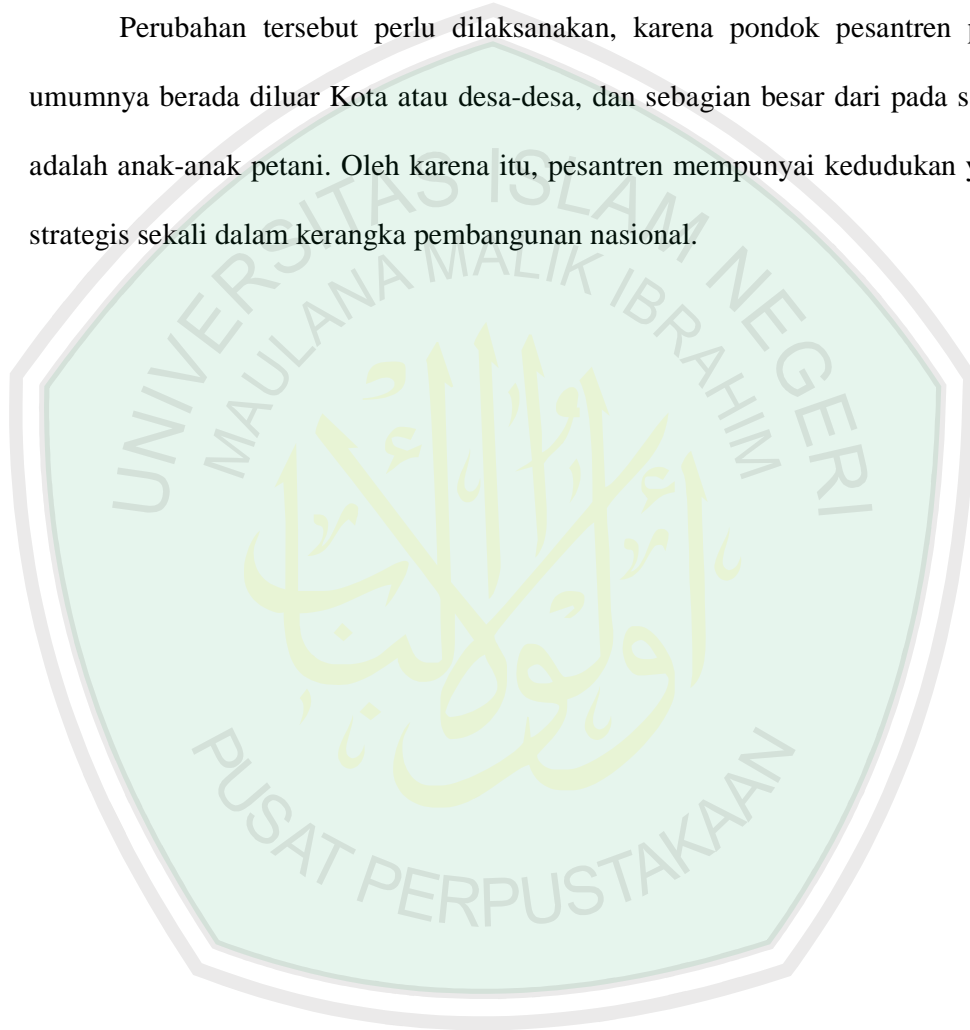 Perubahan tersebut perlu dilaksanakan, karena pondok pesantren p
umumnya berada diluar Kota atau desa-desa, dan sebagian besar dari pada s
adalah anak-anak petani. Oleh karena itu, pesantren mempunyai kedudukan y
strategis sekali dalam kerangka pembangunan nasional.
UNIVERSITAS ISLAM NEGERI
MAULANA MALIK IBRAHIM
أولو الألباب
PUSAT PERPUSTAKAAN